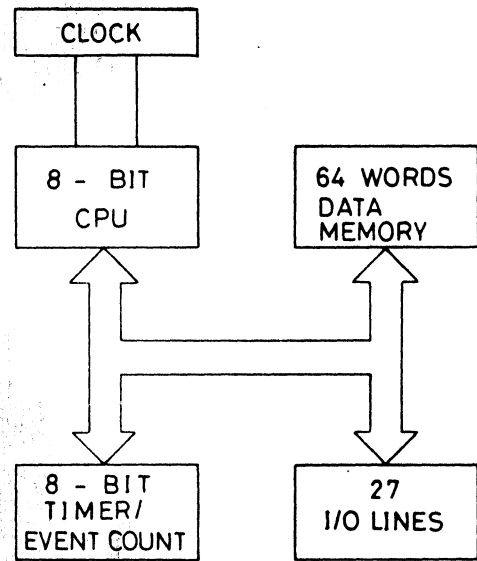 CLOCK
8 - BIT
CPU
64 WORDS
DATA
MEMORY
8 - BIT
TIMER/
EVENT COUNT
27
I/O LINES